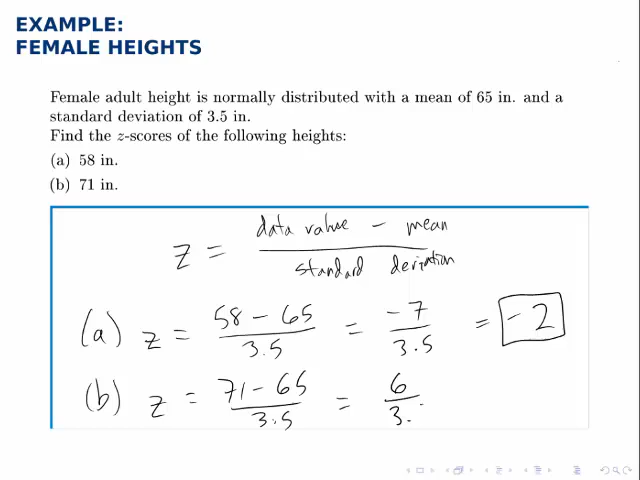 EXAMPLE:
FEMALE HEIGHTS
Female adult height is normally distributed with a mean of 65 in. and a
standard deviation of 3.5 in.
Find the z-scores of the following heights:
(a) 58 in.
(b) 71 in.
z = data value - mean / standard deviation
(a) z = 58 - 65 / 3.5 = -7 / 3.5 = -2
(b) z = 71 - 65 / 3.5 = 6 / 3.